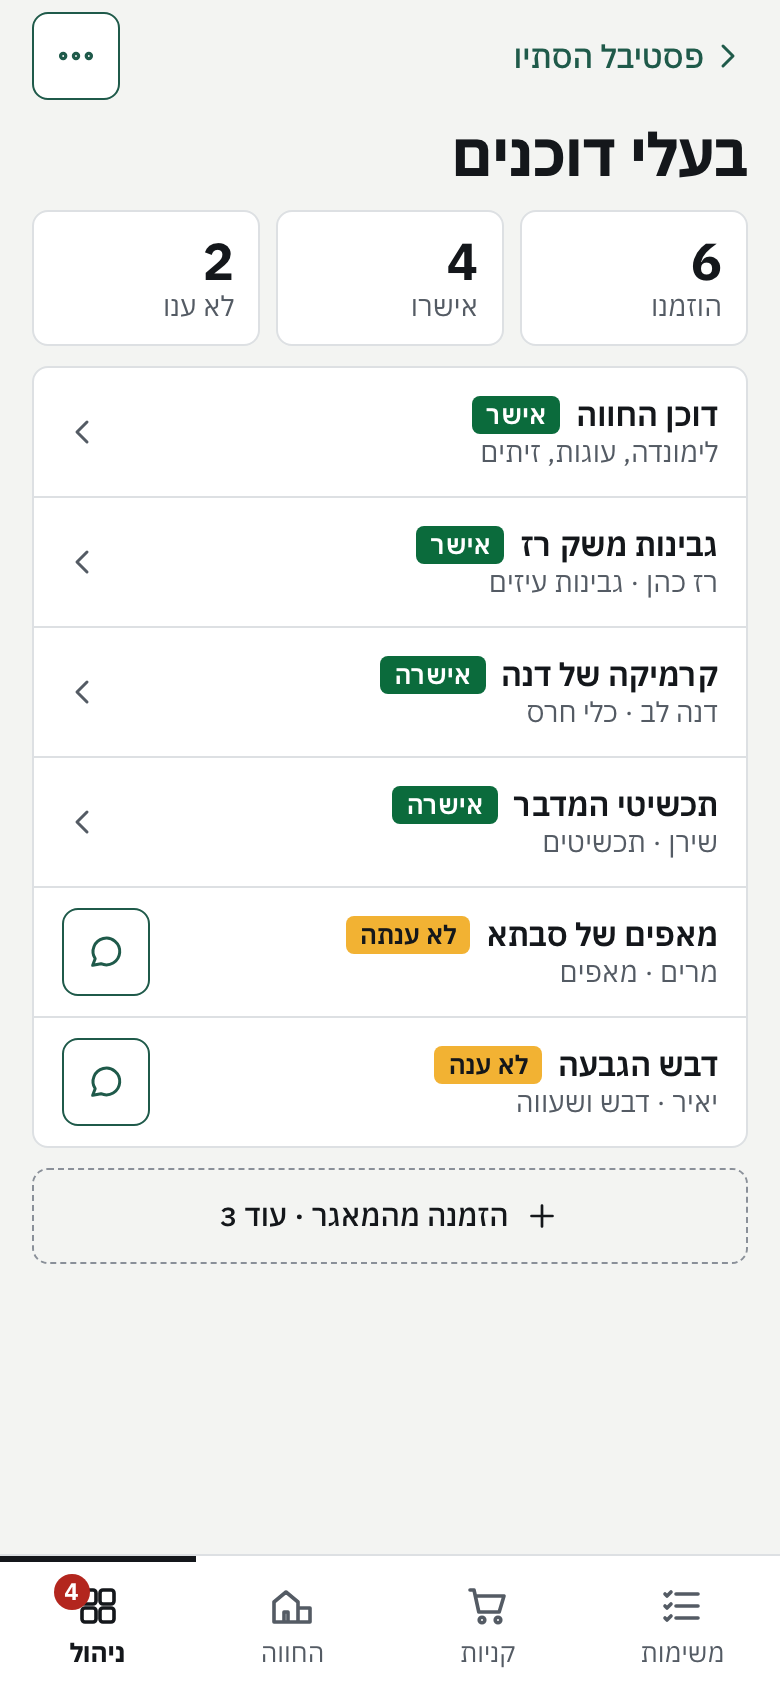 פסטיבל הסתיו
בעלי דוכנים
6
הוזמנו
4
אישרו
2
לא ענו
דוכן החווה אישר
לימונדה, עוגות, זיתים
גבינות משק רז אישר
רז כהן · גבינות עיזים
קרמיקה של דנה אישרה
דנה לב · כלי חרס
תכשיטי המדבר אישרה
שירן · תכשיטים
מאפים של סבתא לא ענתה
מרים · מאפים
דבש הגבעה לא ענה
יאיר · דבש ושעווה
הזמנה מהמאגר · עוד 3
משימות
קניות
החווה
4
ניהול